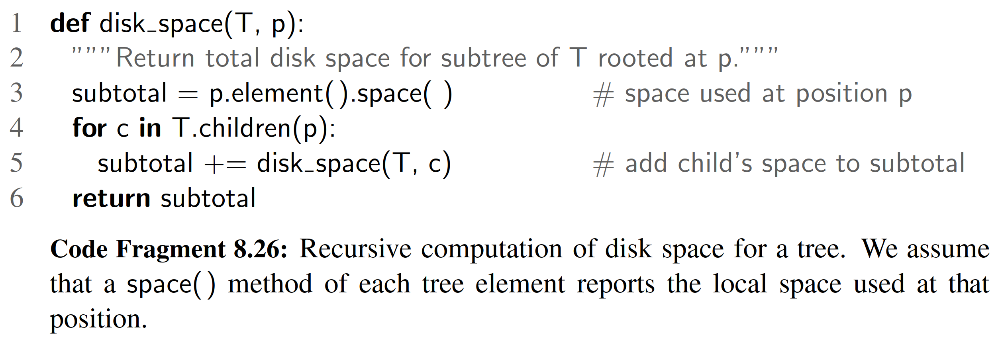 1 def disk_space(T, p):
2 """Return total disk space for subtree of T rooted at p."""
3 subtotal = p.element().space( ) # space used at position p
4 for c in T.children(p):
5 subtotal += disk_space(T, c) # add child's space to subtotal
6 return subtotal
Code Fragment 8.26: Recursive computation of disk space for a tree. We assume
that a space() method of each tree element reports the local space used at that
position.